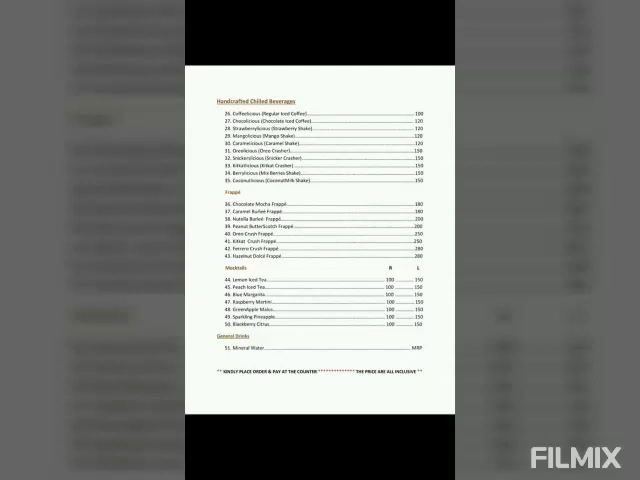 Handcrafted Chilled Beverages
26. Coffeelicious (Regular Iced Coffee)..........100
27. Chocolicious (Chocolate Iced Coffee)..........120
28. Strawberrylicious (Strawberry Shake)..........120
29. Mangolicious (Mango Shake)..........120
30. Caramelicious (Caramel Shake)..........120
31. Oreolicious (Oreo Crasher)..........150
32. Snickersilicious (Snicker Crasher)..........150
33. Kitkatlicious (Kitkat Crasher)..........150
34. Berrylicious (Mix Berries Shake)..........150
35. Coconutlicious (CoconutMilk Shake)..........150
Frappé
36. Chocolate Mocha Frappé..........180
37. Caramel Burleé Frappé..........180
38. Nutella Burleé Frappé..........200
39. Peanut ButterScotch Frappé..........200
40. Oreo Crush Frappé..........250
41. Kitkat Crush Frappé..........250
42. Ferrero Crush Frappé..........280
43. Hazelnut Dolcé Frappé..........280
Mocktails R L
44. Lemon Iced Tea..........100 ..........150
45. Peach Iced Tea..........100 ..........150
46. Blue Margarita..........100 ..........150
47. Raspberry Martini..........100 ..........150
48. GreenApple Malus..........100 ..........150
49. Sparkling Pineapple..........100 ..........150
50. Blackberry Citrus..........100 ..........150
General Drinks
51. Mineral Water..........MRP
** KINDLY PLACE ORDER & PAY AT THE COUNTER ************** THE PRICE ARE ALL INCLUSIVE **
FILMIX